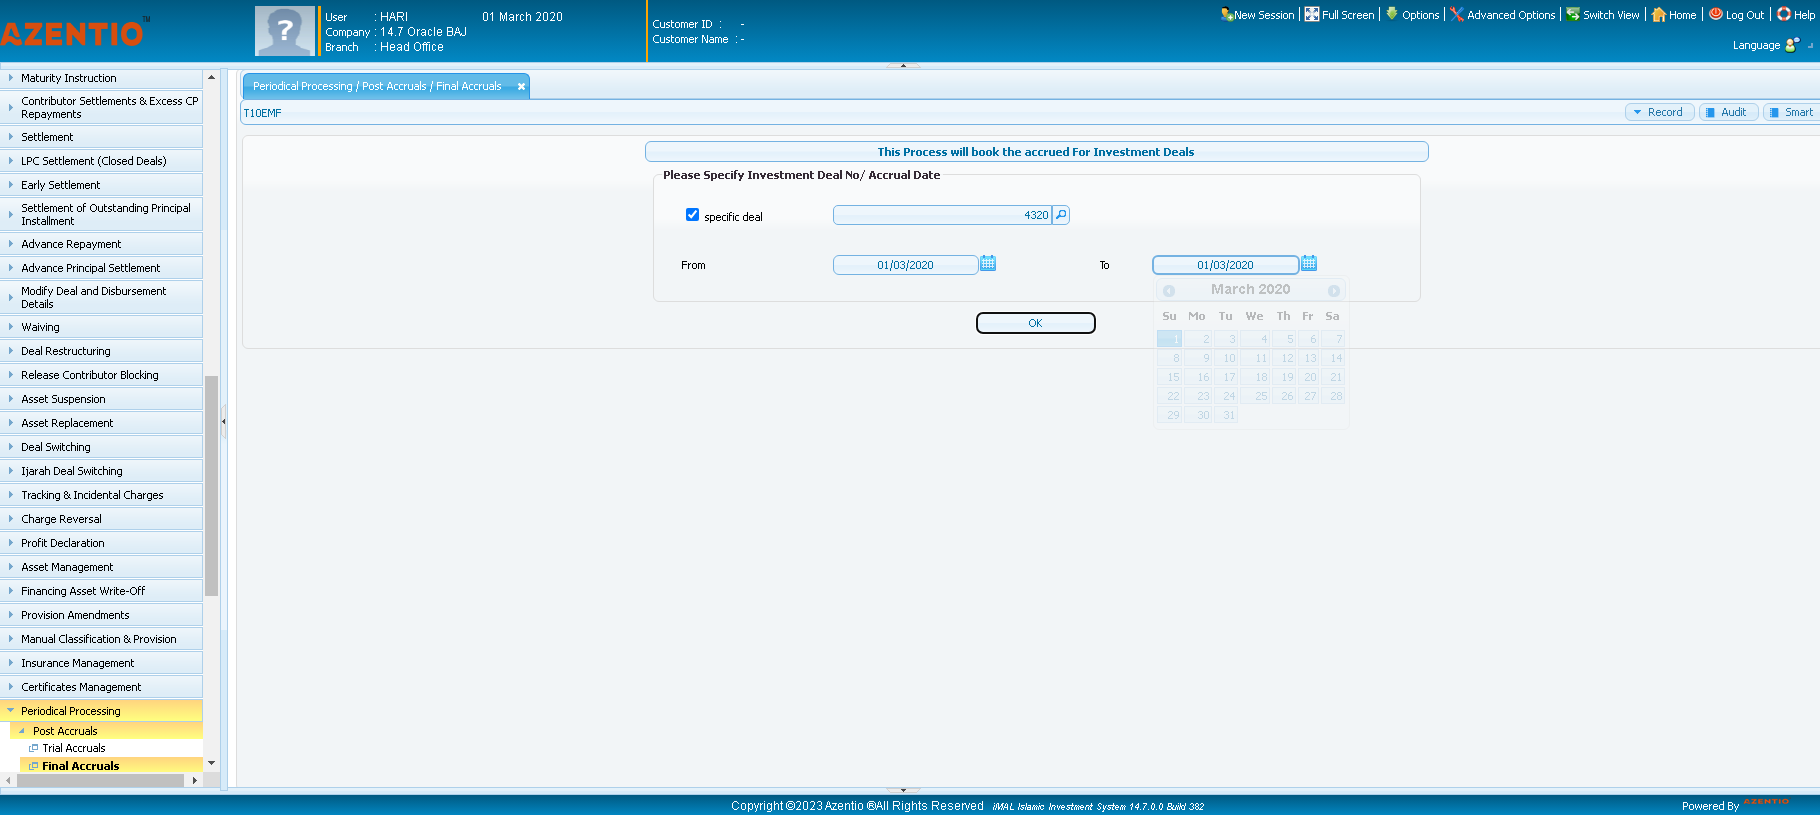 AZENTIO™
User : HARI 01 March 2020
Company : 14.7 Oracle BAJ
Branch : Head Office
Customer ID : -
Customer Name : -
New Session Full Screen Options Advanced Options Switch View Home Log Out Help
Language
Maturity Instruction
Contributor Settlements & Excess CP
Repayments
Settlement
LPC Settlement (Closed Deals)
Early Settlement
Settlement of Outstanding Principal
Installment
Advance Repayment
Advance Principal Settlement
Modify Deal and Disbursement
Details
Waiving
Deal Restructuring
Release Contributor Blocking
Asset Suspension
Asset Replacement
Deal Switching
Ijarah Deal Switching
Tracking & Incidental Charges
Charge Reversal
Profit Declaration
Asset Management
Financing Asset Write-Off
Provision Amendments
Manual Classification & Provision
Insurance Management
Certificates Management
Periodical Processing
Post Accruals
Trial Accruals
Final Accruals
Periodical Processing / Post Accruals / Final Accruals
T10EMF
Record Audit Smart
This Process will book the accrued For Investment Deals
Please Specify Investment Deal No/ Accrual Date
specific deal 4320
From 01/03/2020 To 01/03/2020
OK
March 2020
Su Mo Tu We Th Fr Sa
1 2 3 4 5 6 7
8 9 10 11 12 13 14
15 16 17 18 19 20 21
22 23 24 25 26 27 28
29 30 31
Copyright ©2023 Azentio ®All Rights Reserved iMAL Islamic Investment System 14.7.0.0 Build 382
Powered By AZENTIO